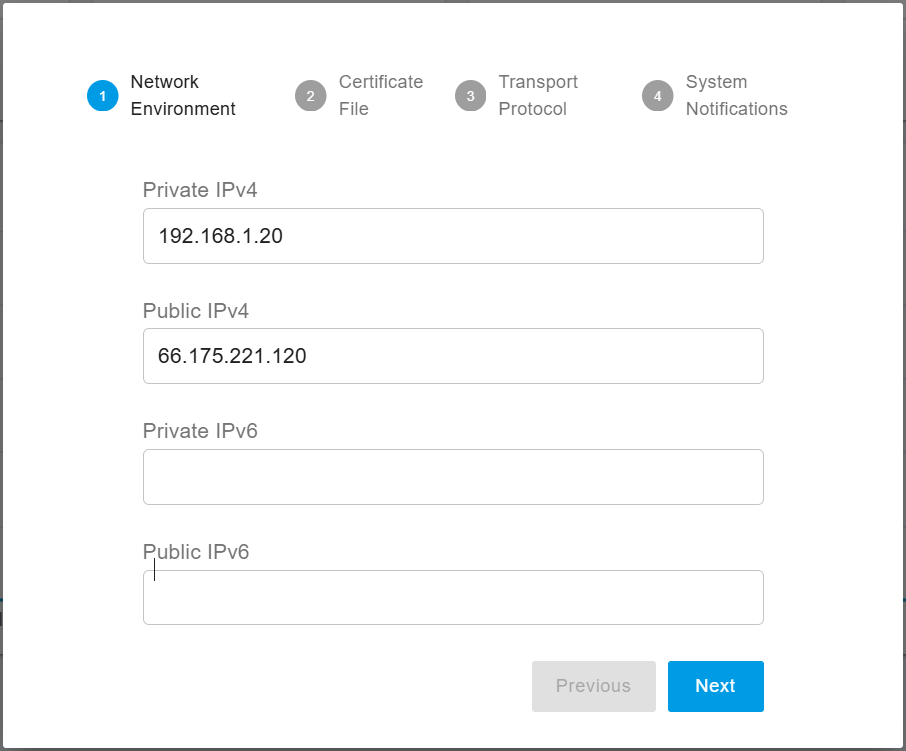 1 Network Environment
2 Certificate File
3 Transport Protocol
4 System Notifications
Private IPv4
192.168.1.20
Public IPv4
66.175.221.120
Private IPv6
Public IPv6
Previous
Next